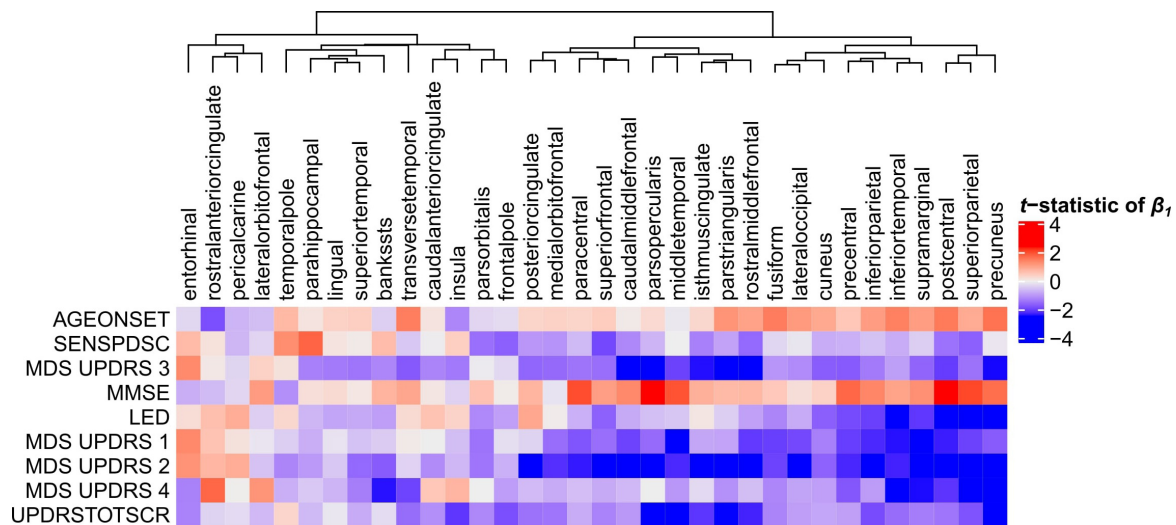 entorhinal
rostralanteriorcingulate
pericalcarine
lateralorbitofrontal
temporalpole
parahippocampal
lingual
superiortemporal
bankssts
transversetemporal
caudalanteriorcingulate
insula
parsorbitalis
frontalpole
posteriorcingulate
medialorbitofrontal
paracentral
superiorfrontal
caudalmiddlefrontal
parsopercularis
middletemporal
isthmuscingulate
parstriangularis
rostralmiddlefrontal
fusiform
lateraloccipital
cuneus
precentral
inferiorparietal
inferiortemporal
supramarginal
postcentral
superiorparietal
precuneus
t-statistic of β1
4
2
0
−2
−4
AGEONSET
SENSPDSC
MDS UPDRS 3
MMSE
LED
MDS UPDRS 1
MDS UPDRS 2
MDS UPDRS 4
UPDRSTOTSCR